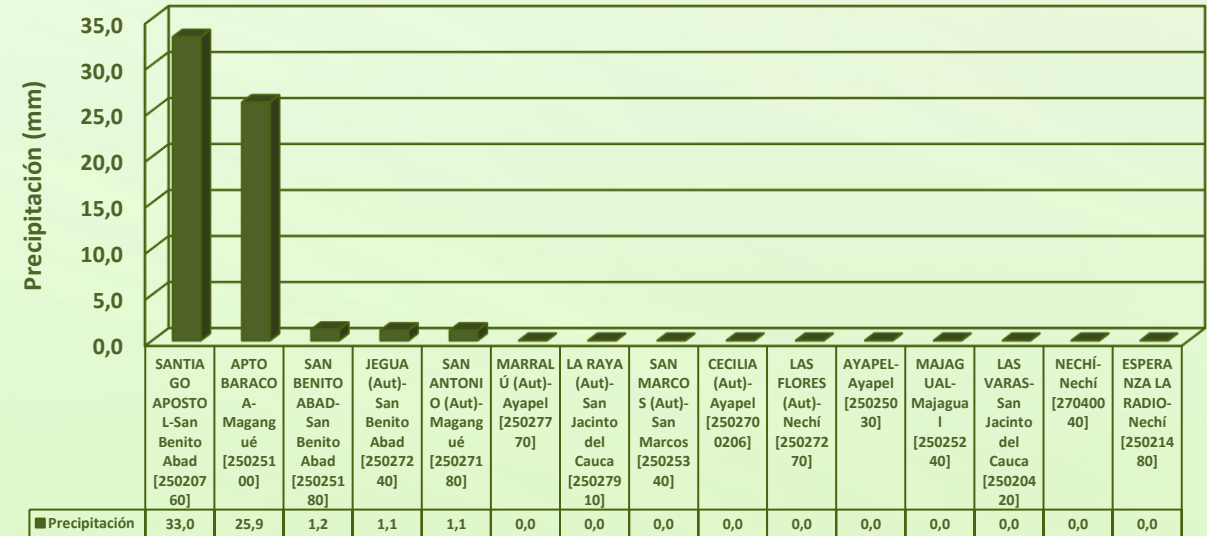 35,0
30,0
25,0
20,0
15,0
10,0
5,0
0,0
Precipitación (mm)
SANTIA
GO
APOSTO
L-San
Benito
Abad
[250207
60]
APTO
BARACO
A-
Magang
ué
[250251
00]
SAN
BENITO
ABAD-
San
Benito
Abad
[250251
80]
JEGUA
(Aut)-
San
Benito
Abad
[250272
40]
SAN
ANTONI
O (Aut)-
Magang
ué
[250271
80]
MARRAL
Ú (Aut)-
Ayapel
[250277
70]
LA RAYA
(Aut)-
San
Jacinto
del
Cauca
[250279
10]
SAN
MARCO
S (Aut)-
San
Marcos
[250253
40]
CECILIA
(Aut)-
Ayapel
[250270
0206]
LAS
FLORES
(Aut)-
Nechí
[250272
70]
AYAPEL-
Ayapel
[250250
30]
MAJAG
UAL-
Majagua
l
[250252
40]
LAS
VARAS-
San
Jacinto
del
Cauca
[250204
20]
NECHÍ-
Nechí
[270400
40]
ESPERA
NZA LA
RADIO-
Nechí
[250214
80]
Precipitación 33,0 25,9 1,2 1,1 1,1 0,0 0,0 0,0 0,0 0,0 0,0 0,0 0,0 0,0 0,0